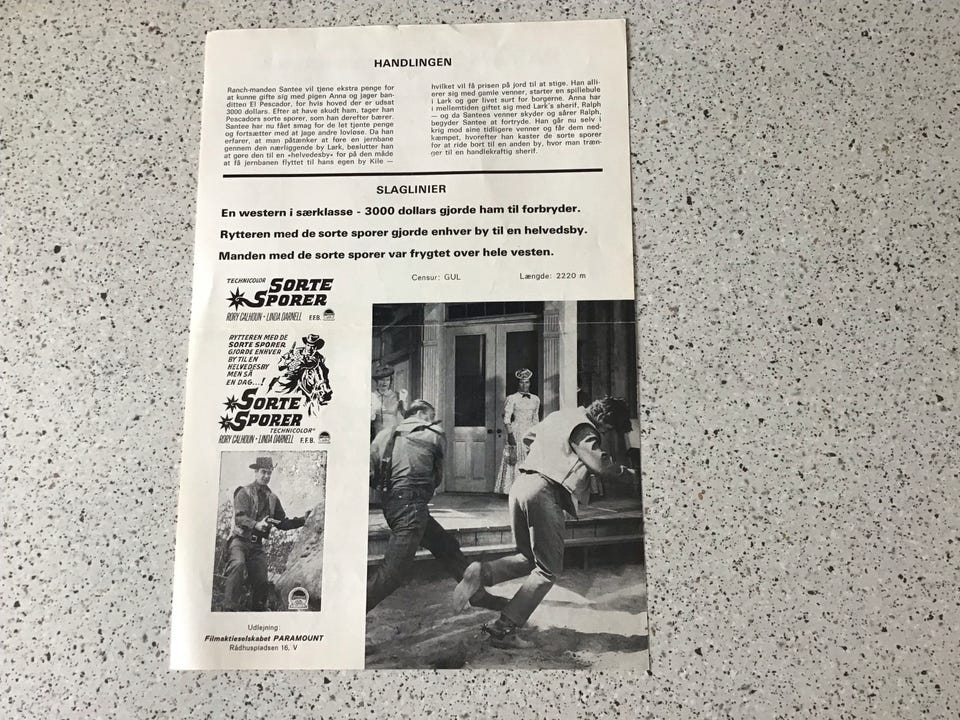 HANDLINGEN
Ranch-manden Santee vil tjene ekstra penge for
at kunne gifte sig med pigen Anna og jager ban-
ditten El Pescador, for hvis hoved der er udsat
3000 dollars. Efter at have skudt ham, tager han
Pescadors sorte sporer, som han derefter bærer.
Santee har nu fået smag for de let tjente penge
og fortsætter med at jage andre lovløse. Da han
erfarer, at man påtænker at føre en jernbane
gennem den nærliggende by Lark, beslutter han
at gøre den til en »helvedesby« for på den måde
at få jernbanen flyttet til hans egen by Kile —
hvilket vil få prisen på jord til at stige. Han alli-
erer sig med gamle venner, starter en spillebule
i Lark og gør livet surt for borgerne. Anna har
i mellemtiden giftet sig med Lark's sherif, Ralph
— og da Santees venner skyder og sårer Ralph,
begyder Santee at fortryde. Han går nu selv i
krig mod sine tidligere venner og får dem ned-
kæmpet, hvorefter han kaster de sorte sporer
for at ride bort til en anden by, hvor man træn-
ger til en handlekraftig sherif.
SLAGLINIER
En western i særklasse - 3000 dollars gjorde ham til forbryder.
Rytteren med de sorte sporer gjorde enhver by til en helvedsby.
Manden med de sorte sporer var frygtet over hele vesten.
Censur: GUL
Længde: 2220 m
TECHNICOLOR SORTE
SPORER
RORY CALHOUN - LINDA DARNELL F.F.B.
RYTTEREN MED DE
SORTE SPORER
GJORDE ENHVER
BY TIL EN
HELVEDESBY
MEN SÅ
EN DAG...!
SORTE
SPORER
TECHNICOLOR
RORY CALHOUN - LINDA DARNELL F.F.B.
Udlejning:
Filmaktieselskabet PARAMOUNT
Rådhuspladsen 16, V